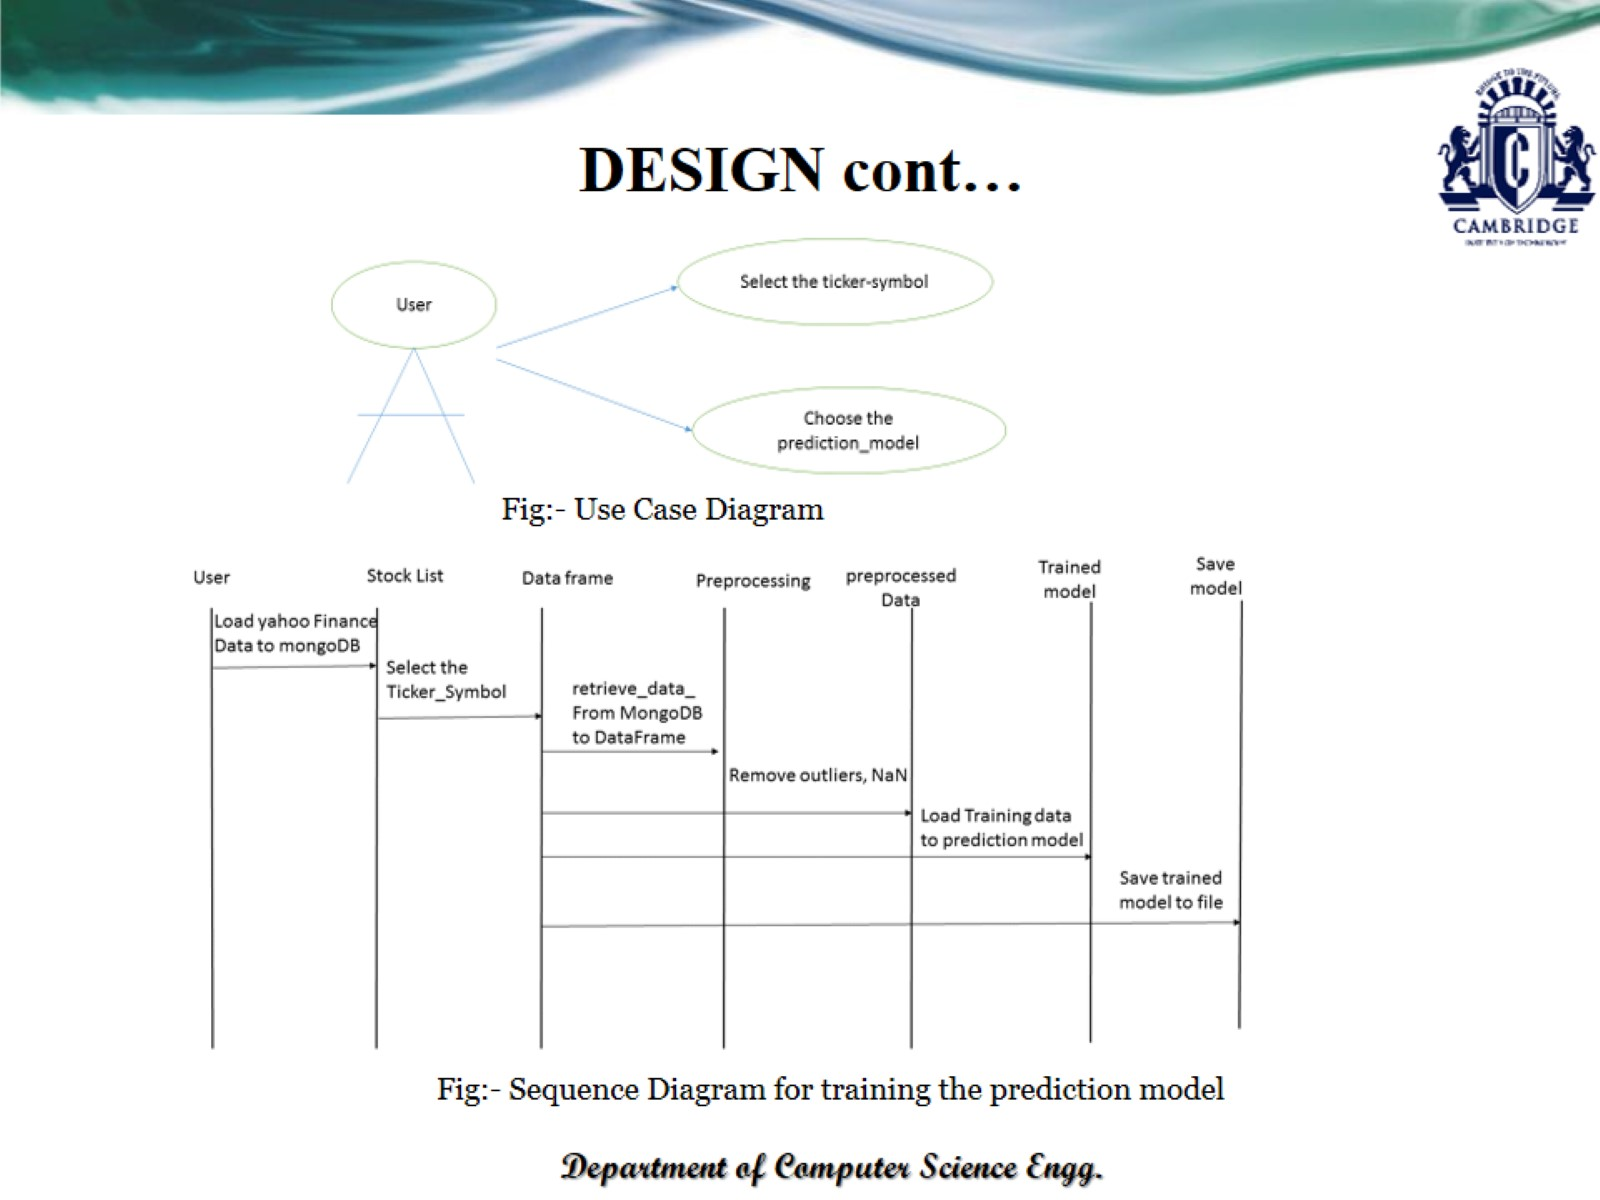 DESIGN cont...
CAMBRIDGE
User
Select the ticker-symbol
Choose the
prediction_model
Fig:- Use Case Diagram
User
Stock List
Data frame
Preprocessing
preprocessed
Data
Trained
model
Save
model
Load yahoo Finance
Data to mongoDB
Select the
Ticker_Symbol
retrieve_data_
From MongoDB
to DataFrame
Remove outliers, NaN
Load Training data
to prediction model
Save trained
model to file
Fig:- Sequence Diagram for training the prediction model
Department of Computer Science Engg.